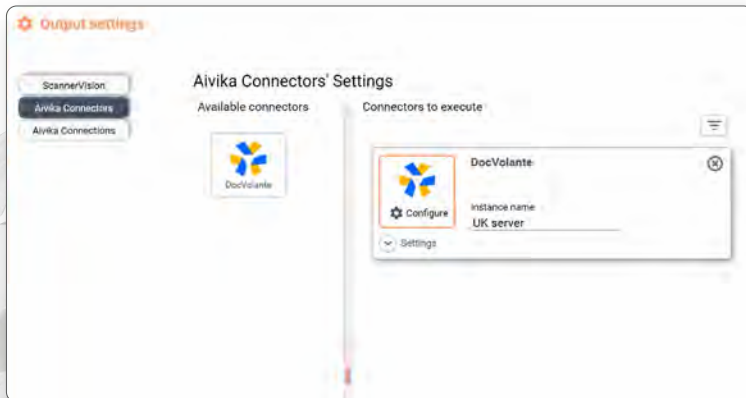 Output settings
ScannerVision
Aivika Connectors
Aivika Connections
Aivika Connectors' Settings
Available connectors
DocVolante
Connectors to execute
DocVolante
Configure
Instance name
UK server
Settings